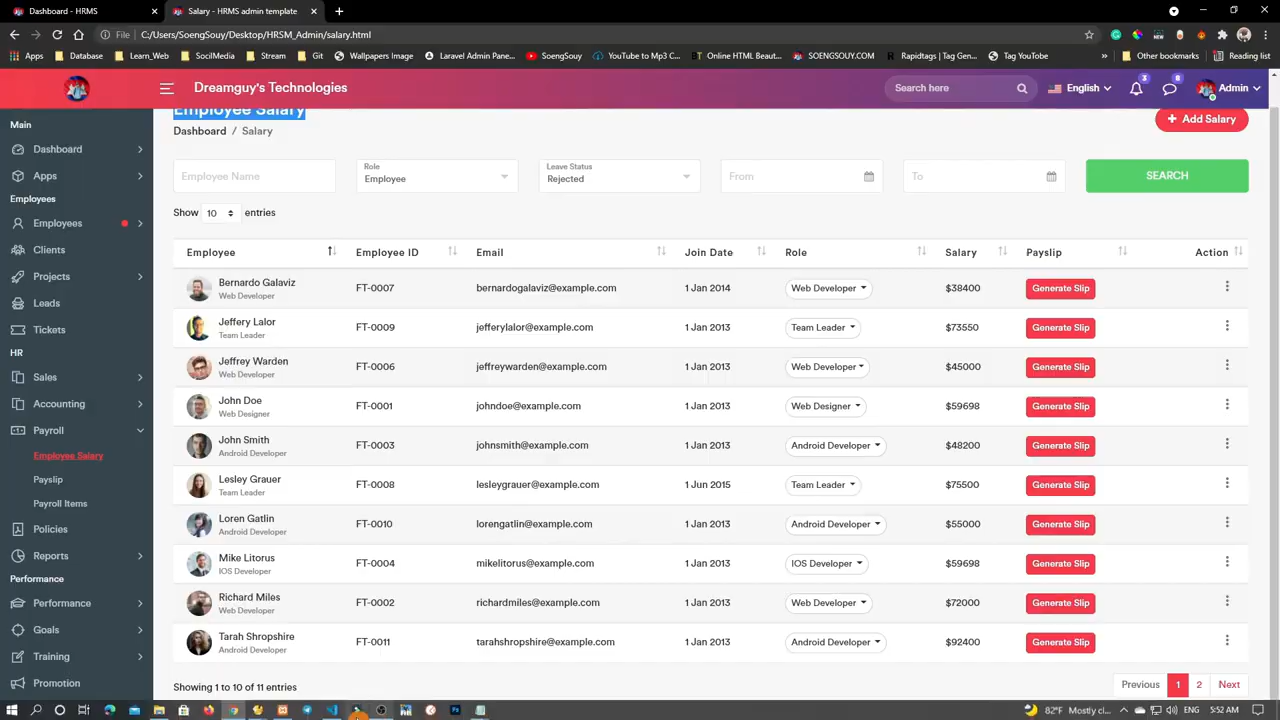 Dashboard - HRMS
Salary - HRMS admin template
File
C:/Users/SoengSouy/Desktop/HRSM_Admin/salary.html
Apps
Database
Learn_Web
SocilMedia
Stream
Git
Wallpapers Image
Laravel Admin Pane...
SoengSouy
YouTube to Mp3 C...
Online HTML Beaut...
SOENGSOUY.COM
Rapidtags | Tag Gen...
Tag YouTube
»
Other bookmarks
Reading list
Dreamguy's Technologies
Search here
English
3
8
Admin
Main
Dashboard
Apps
Employees
Employees
Clients
Projects
Leads
Tickets
HR
Sales
Accounting
Payroll
Employee Salary
Payslip
Payroll Items
Policies
Reports
Performance
Performance
Goals
Training
Promotion
Employee Salary
Dashboard / Salary
+ Add Salary
Employee Name
Role
Employee
Leave Status
Rejected
From
To
SEARCH
Show 10 entries
Employee Employee ID Email Join Date Role Salary Payslip Action
Bernardo Galaviz
Web Developer
FT-0007 bernardogalaviz@example.com 1 Jan 2014 Web Developer $38400 Generate Slip
Jeffery Lalor
Team Leader
FT-0009 jefferylalor@example.com 1 Jan 2013 Team Leader $73550 Generate Slip
Jeffrey Warden
Web Developer
FT-0006 jeffreywarden@example.com 1 Jan 2013 Web Developer $45000 Generate Slip
John Doe
Web Designer
FT-0001 johndoe@example.com 1 Jan 2013 Web Designer $59698 Generate Slip
John Smith
Android Developer
FT-0003 johnsmith@example.com 1 Jan 2013 Android Developer $48200 Generate Slip
Lesley Grauer
Team Leader
FT-0008 lesleygrauer@example.com 1 Jun 2015 Team Leader $75500 Generate Slip
Loren Gatlin
Android Developer
FT-0010 lorengatlin@example.com 1 Jan 2013 Android Developer $55000 Generate Slip
Mike Litorus
IOS Developer
FT-0004 mikelitorus@example.com 1 Jan 2013 IOS Developer $59698 Generate Slip
Richard Miles
Web Developer
FT-0002 richardmiles@example.com 1 Jan 2013 Web Developer $72000 Generate Slip
Tarah Shropshire
Android Developer
FT-0011 tarahshropshire@example.com 1 Jan 2013 Android Developer $92400 Generate Slip
Showing 1 to 10 of 11 entries
Previous 1 2 Next
82°F Mostly clear
5:52 AM